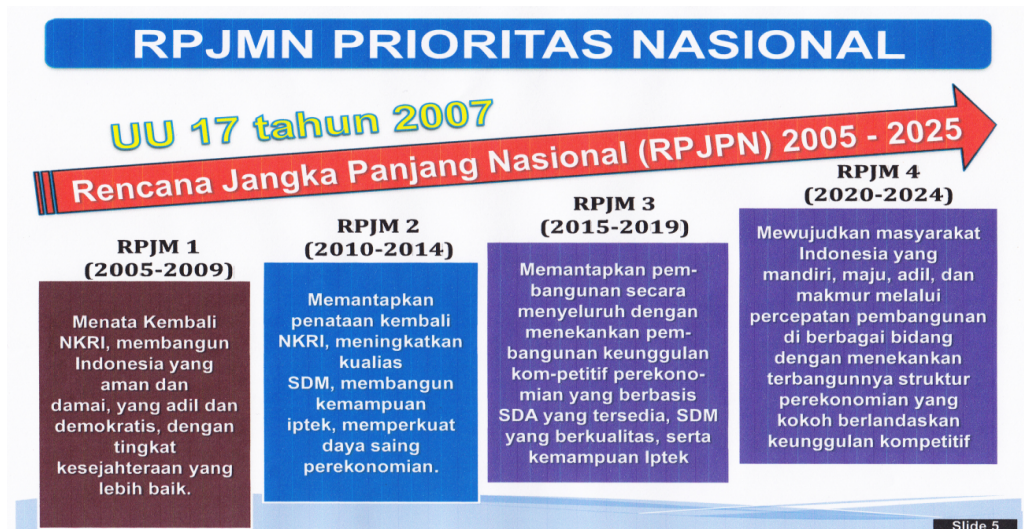 RPJMN PRIORITAS NASIONAL
UU 17 tahun 2007
Rencana Jangka Panjang Nasional (RPJPN) 2005 - 2025
RPJM 1
(2005-2009)
Menata Kembali
NKRI, membangun
Indonesia yang
aman dan
damai, yang adil dan
demokratis, dengan
tingkat
kesejahteraan yang
lebih baik.
RPJM 2
(2010-2014)
Memantapkan
penataan kembali
NKRI, meningkatkan
kualias
SDM, membangun
kemampuan
iptek, memperkuat
daya saing
perekonomian.
RPJM 3
(2015-2019)
Memantapkan pem-
bangunan secara
menyeluruh dengan
menekankan pem-
bangunan keunggulan
kom-petitif perekono-
mian yang berbasis
SDA yang tersedia, SDM
yang berkualitas, serta
kemampuan Iptek
RPJM 4
(2020-2024)
Mewujudkan masyarakat
Indonesia yang
mandiri, maju, adil, dan
makmur melalui
percepatan pembangunan
di berbagai bidang
dengan menekankan
terbangunnya struktur
perekonomian yang
kokoh berlandaskan
keunggulan kompetitif
Slide 5